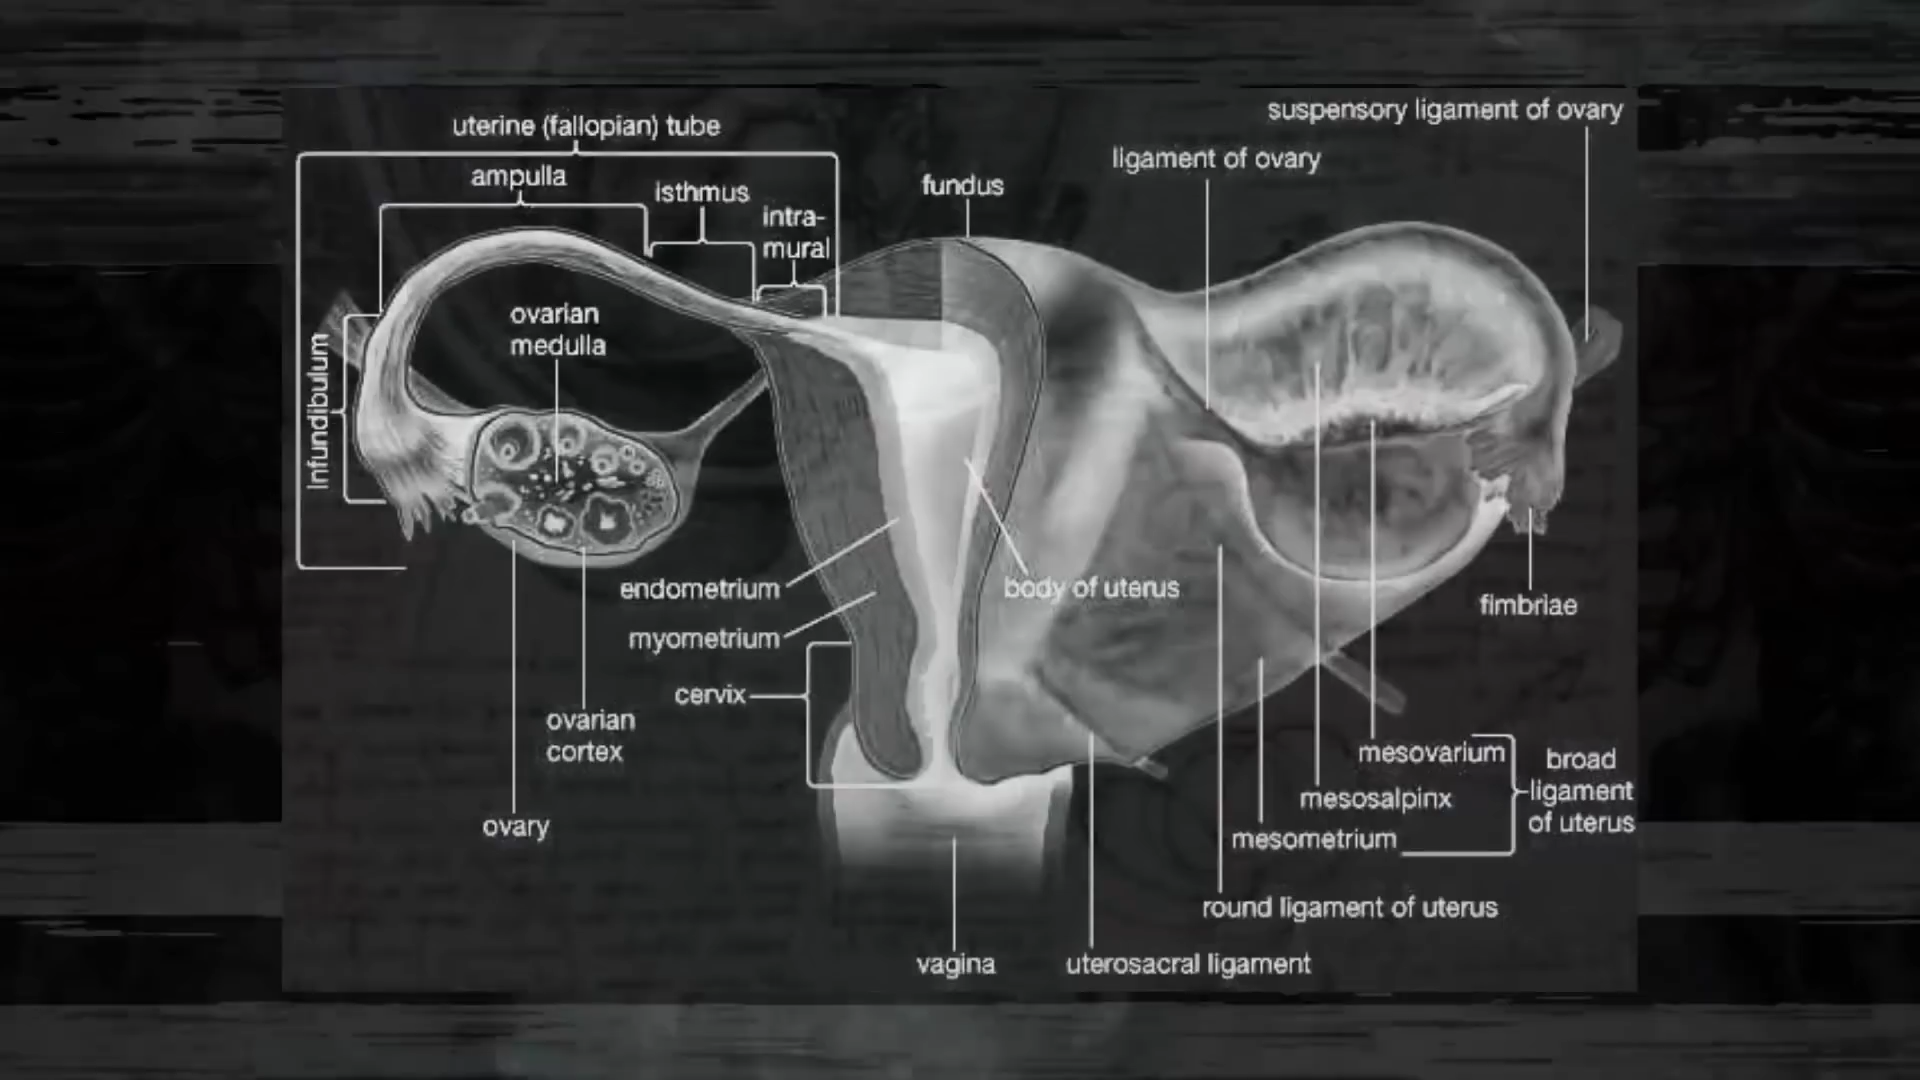 uterine (fallopian) tube
ampulla
isthmus
intra-
mural
fundus
ligament of ovary
suspensory ligament of ovary
Infundibulum
ovarian
medulla
endometrium
myometrium
cervix
body of uterus
fimbriae
ovarian
cortex
ovary
mesovarium
mesosalpinx
mesometrium
broad
ligament
of uterus
round ligament of uterus
vagina
uterosacral ligament